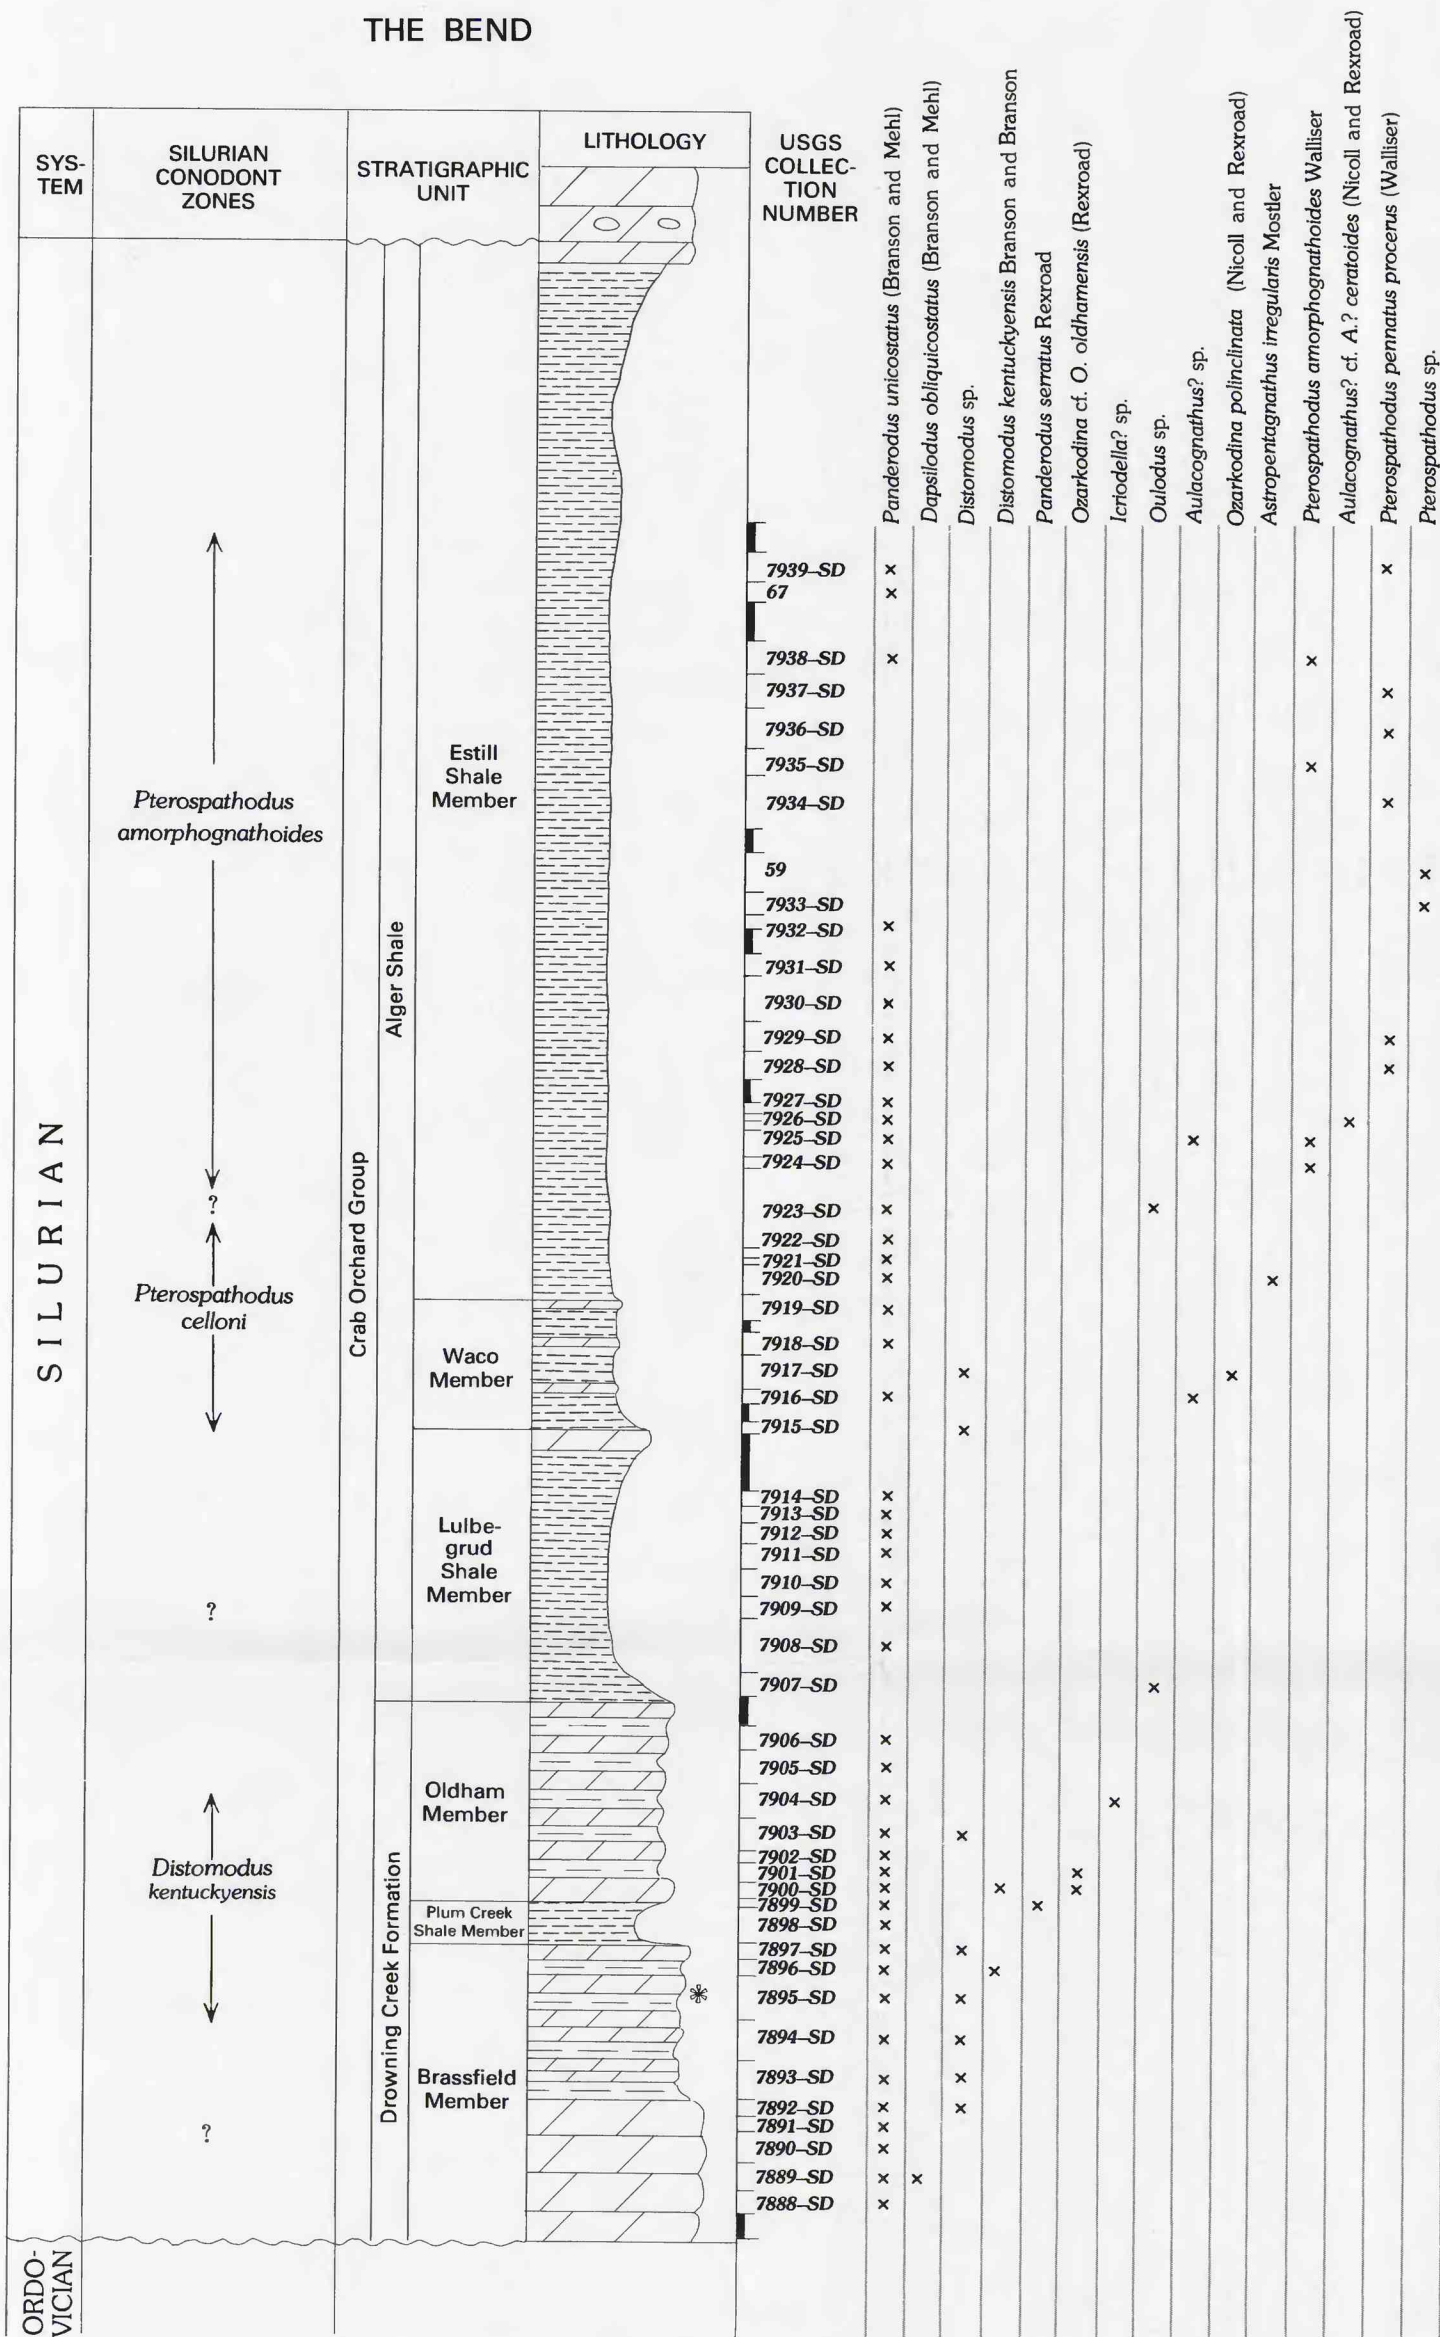 THE BEND
SYS-
TEM
SILURIAN
CONODONT
ZONES
STRATIGRAPHIC
UNIT
LITHOLOGY
USGS
COLLEC-
TION
NUMBER
Panderodus unicostatus (Branson and Mehl)
Dapsilodus obliquicostatus (Branson and Mehl)
Distomodus sp.
Distomodus kentuckyensis Branson and Branson
Panderodus serratus Rexroad
Ozarkodina cf. O. oldhamensis (Rexroad)
Icriodella? sp.
Oulodus sp.
Aulacognathus? sp.
Ozarkodina polinclinata (Nicoll and Rexroad)
Astropentagnathus irregularis Mostler
Pterospathodus amorphognathoides Walliser
Aulacognathus? cf. A.? ceratoides (Nicoll and Rexroad)
Pterospathodus pennatus procerus (Walliser)
Pterospathodus sp.
SILURIAN
ORDO-
VICIAN
Pterospathodus
amorphognathoides
?
Pterospathodus
celloni
?
Distomodus
kentuckyensis
?
Crab Orchard Group
Alger Shale
Drowning Creek Formation
Estill
Shale
Member
Waco
Member
Lulbe-
grud
Shale
Member
Oldham
Member
Plum Creek
Shale Member
Brassfield
Member
7939–SD × ×
67 ×
7938–SD × ×
7937–SD ×
7936–SD ×
7935–SD ×
7934–SD ×
59 ×
7933–SD ×
7932–SD ×
7931–SD ×
7930–SD ×
7929–SD × ×
7928–SD × ×
7927–SD ×
7926–SD × ×
7925–SD × × ×
7924–SD × ×
7923–SD × ×
7922–SD ×
7921–SD ×
7920–SD × ×
7919–SD ×
7918–SD ×
7917–SD × ×
7916–SD × ×
7915–SD ×
7914–SD ×
7913–SD ×
7912–SD ×
7911–SD ×
7910–SD ×
7909–SD ×
7908–SD ×
7907–SD ×
7906–SD ×
7905–SD ×
7904–SD × ×
7903–SD × ×
7902–SD ×
7901–SD × ×
7900–SD × × ×
7899–SD × ×
7898–SD ×
7897–SD × ×
7896–SD × ×
7895–SD × ×
7894–SD × ×
7893–SD × ×
7892–SD × ×
7891–SD ×
7890–SD ×
7889–SD × ×
7888–SD ×